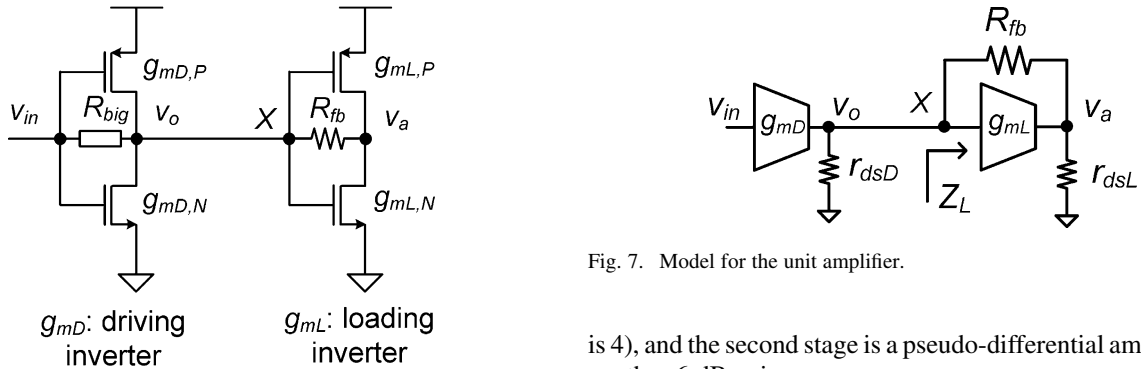 g_{mD,P}
g_{mL,P}
v_{in}
R_{big}
v_o
X
R_{fb}
v_a
g_{mD,N}
g_{mL,N}
g_{mD}: driving
inverter
g_{mL}: loading
inverter
R_{fb}
v_{in}
g_{mD}
v_o
X
g_{mL}
v_a
r_{dsD}
Z_L
r_{dsL}
Fig. 7. Model for the unit amplifier.
is 4), and the second stage is a pseudo-differential am